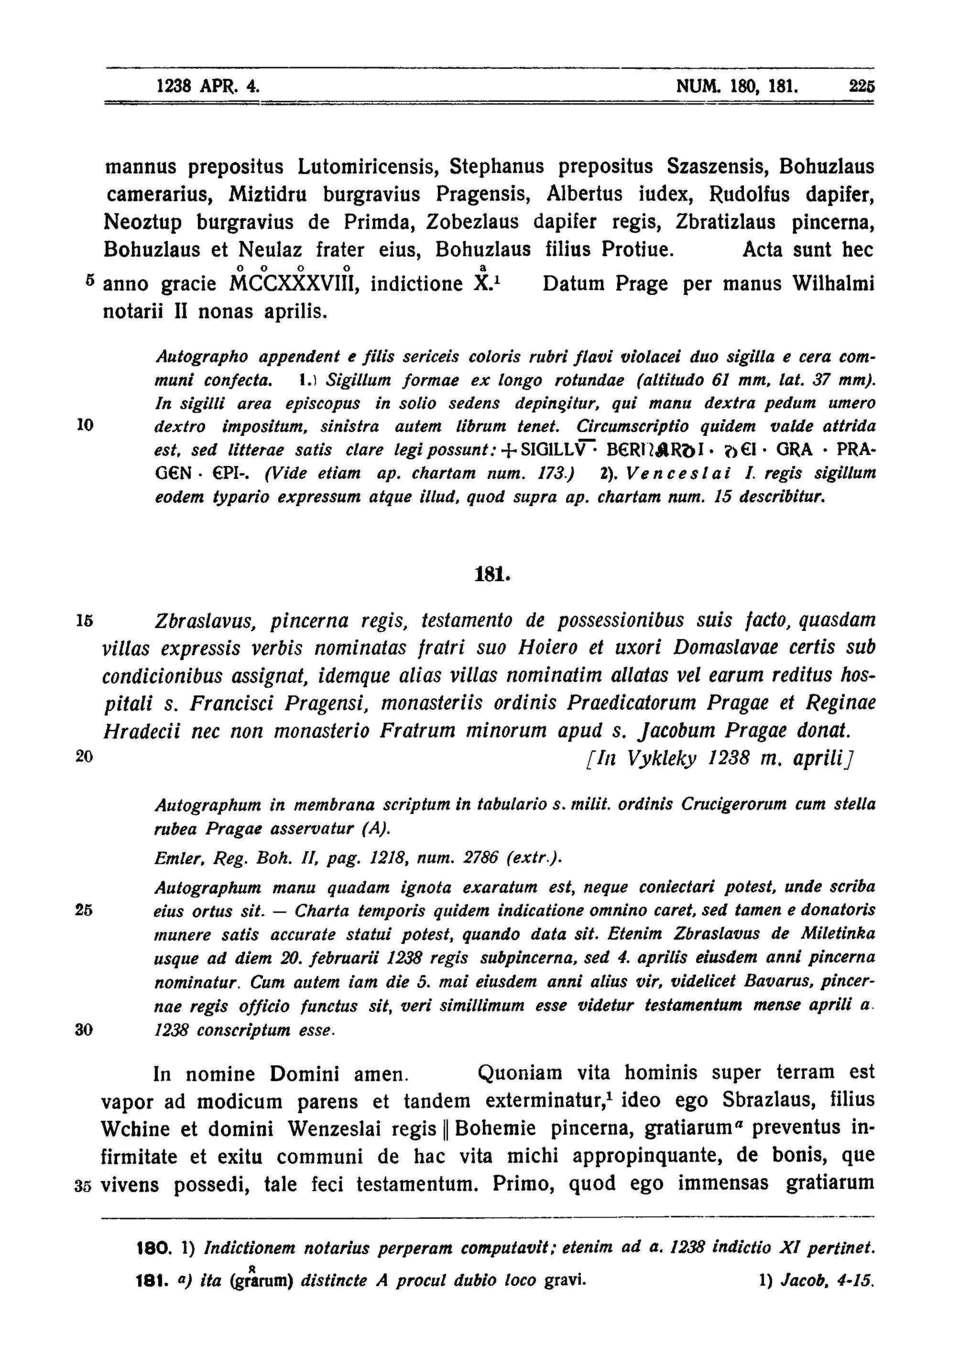 1238 APR. 4. NUM. 180, 181. 225
mannus prepositus Lutomiricensis, Stephanus prepositus Szaszensis, Bohuzlaus
camerarius, Miztidru burgravius Pragensis, Albertus iudex, Rudolfus dapifer,
Neoztup burgravius de Primda, Zobezlaus dapifer regis, Zbratizlaus pincerna,
Bohuzlaus et Neulaz frater eius, Bohuzlaus filius Protiue. Acta sunt hec
5 anno gracie M̊C̊CXX̊XVIII̊, indictione Xͣ.¹ Datum Prage per manus Wilhalmi
notarii II nonas aprilis.
Autographo appendent e filis sericeis coloris rubri flavi violacei duo sigilla e cera com-
muni confecta. 1.) Sigillum formae ex longo rotundae (altitudo 61 mm, lat. 37 mm).
In sigilli area episcopus in solio sedens depingitur, qui manu dextra pedum umero
10 dextro impositum, sinistra autem librum tenet. Circumscriptio quidem valde attrida
est, sed litterae satis clare legi possunt: + SIGILLV̅ · BERNARDI · DEI · GRA · PRA-
GEN · EPI-. (Vide etiam ap. chartam num. 173.) 2). Venceslai I. regis sigillum
eodem typario expressum atque illud, quod supra ap. chartam num. 15 describitur.
181.
15 Zbraslavus, pincerna regis, testamento de possessionibus suis facto, quasdam
villas expressis verbis nominatas fratri suo Hoiero et uxori Domaslavae certis sub
condicionibus assignat, idemque alias villas nominatim allatas vel earum reditus hos-
pitali s. Francisci Pragensi, monasteriis ordinis Praedicatorum Pragae et Reginae
Hradecii nec non monasterio Fratrum minorum apud s. Jacobum Pragae donat.
20 [In Vykleky 1238 m. aprili]
Autographum in membrana scriptum in tabulario s. milit. ordinis Crucigerorum cum stella
rubea Pragae asservatur (A).
Emler, Reg. Boh. II, pag. 1218, num. 2786 (extr.).
Autographum manu quadam ignota exaratum est, neque coniectari potest, unde scriba
25 eius ortus sit. — Charta temporis quidem indicatione omnino caret, sed tamen e donatoris
munere satis accurate statui potest, quando data sit. Etenim Zbraslavus de Miletinka
usque ad diem 20. februarii 1238 regis subpincerna, sed 4. aprilis eiusdem anni pincerna
nominatur. Cum autem iam die 5. mai eiusdem anni alius vir, videlicet Bavarus, pincer-
nae regis officio functus sit, veri simillimum esse videtur testamentum mense aprili a.
30 1238 conscriptum esse.
In nomine Domini amen. Quoniam vita hominis super terram est
vapor ad modicum parens et tandem exterminatur,¹ ideo ego Sbrazlaus, filius
Wchine et domini Wenzeslai regis || Bohemie pincerna, gratiarumᵃ preventus in-
firmitate et exitu communi de hac vita michi appropinquante, de bonis, que
35 vivens possedi, tale feci testamentum. Primo, quod ego immensas gratiarum
180. 1) Indictionem notarius perperam computavit; etenim ad a. 1238 indictio XI pertinet.
181. a) ita (grͣarum) distincte A procul dubio loco gravi. 1) Jacob, 4-15.